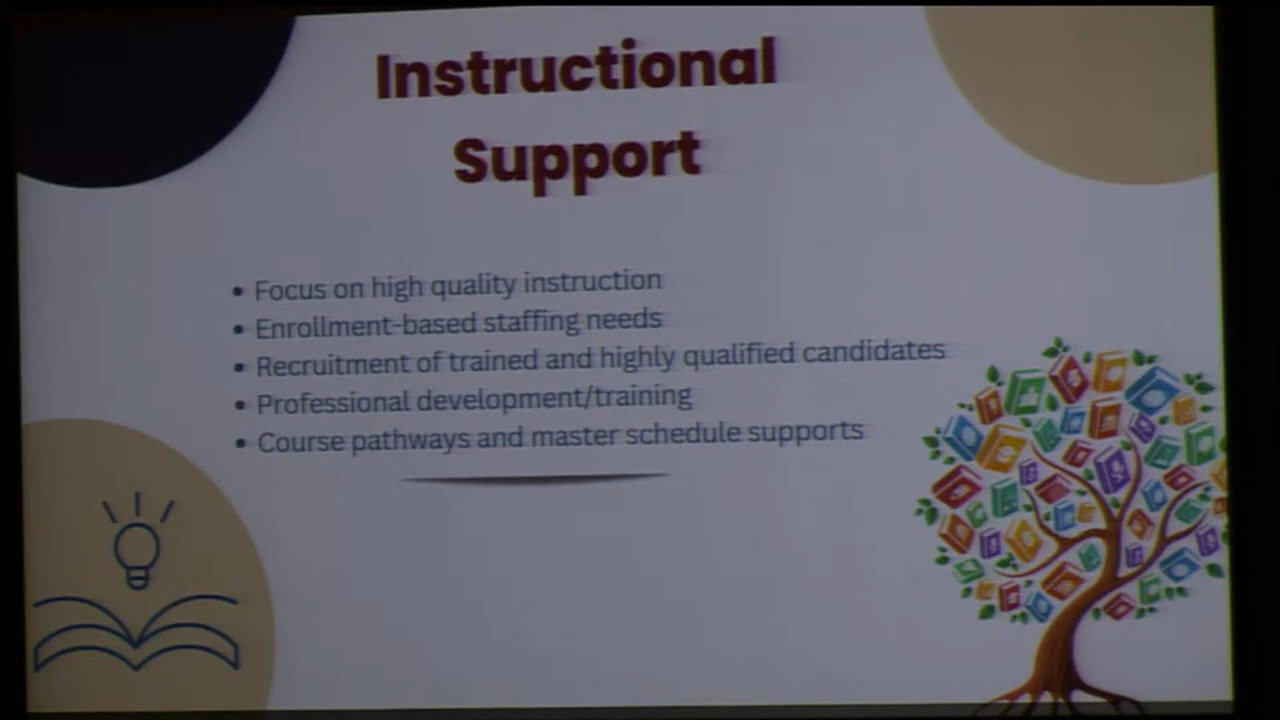 Instructional
Support
• Focus on high quality instruction
• Enrollment-based staffing needs
• Recruitment of trained and highly qualified candidates
• Professional development/training
• Course pathways and master schedule supports